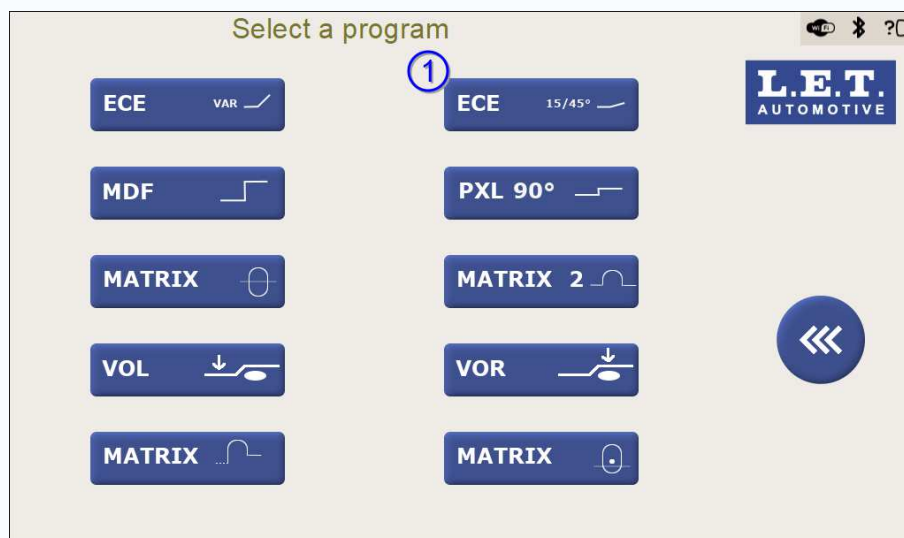 Select a program
WiFi ?
1
ECE VAR
ECE 15/45°
L.E.T.
AUTOMOTIVE
MDF
PXL 90°
MATRIX
MATRIX 2
VOL
VOR
MATRIX
MATRIX